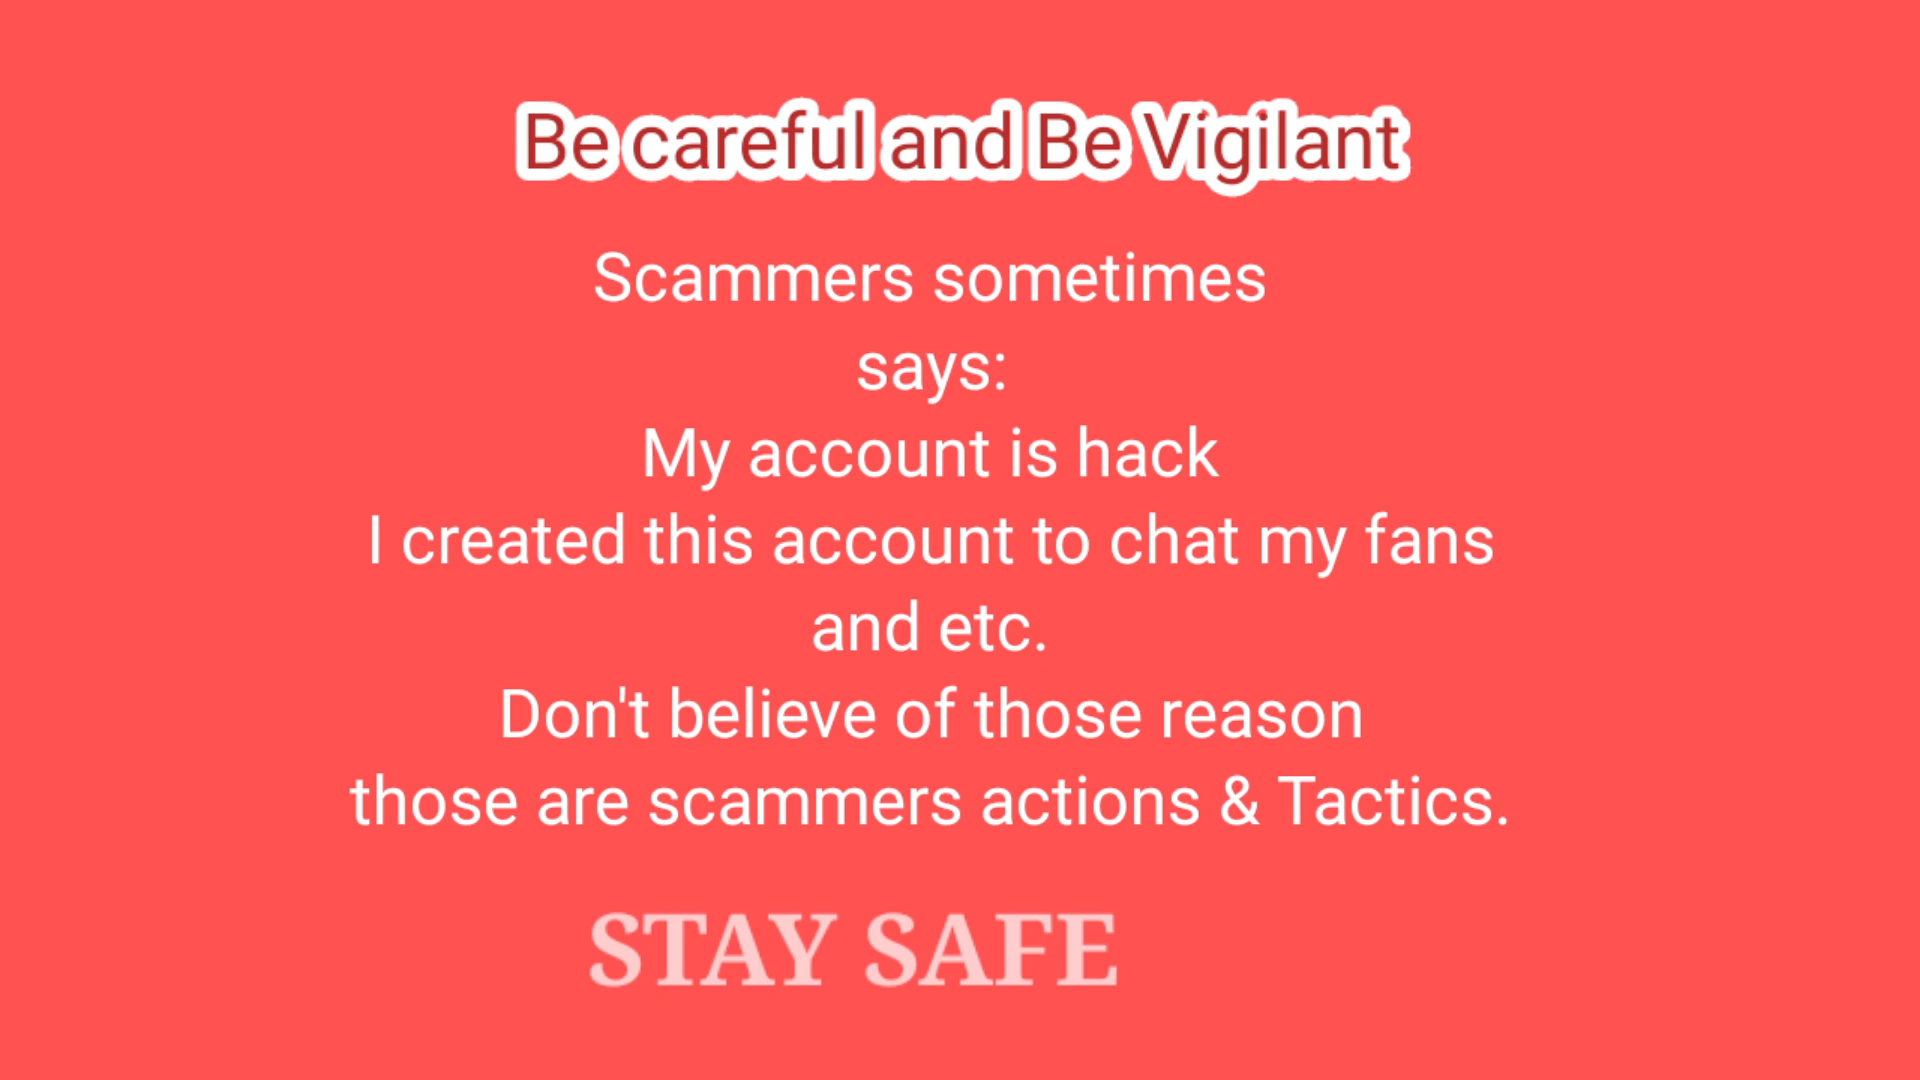 Be careful and Be Vigilant
Scammers sometimes
says:
My account is hack
I created this account to chat my fans
and etc.
Don't believe of those reason
those are scammers actions & Tactics.
STAY SAFE